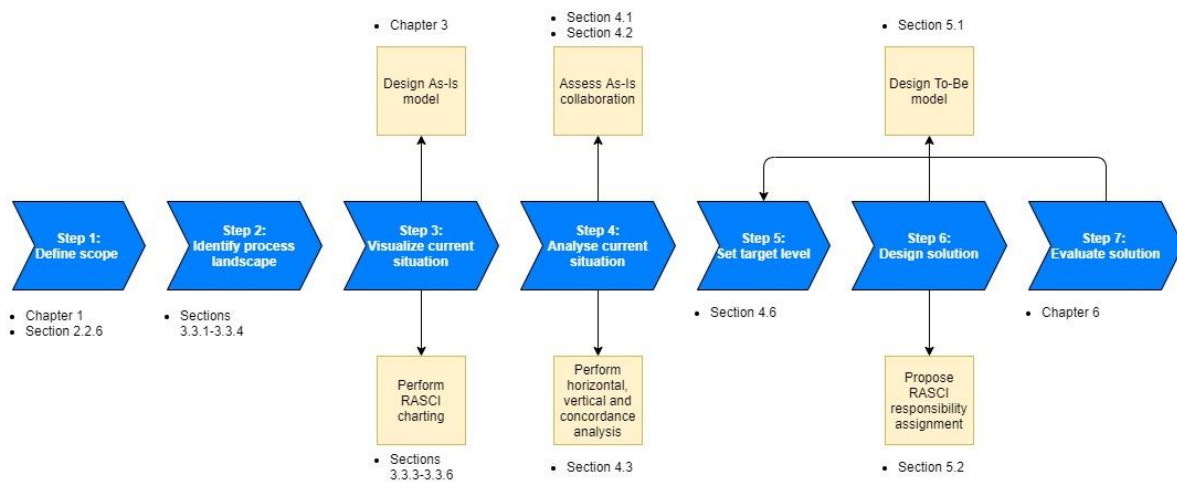 • Chapter 3
• Section 4.1
• Section 4.2
• Section 5.1
Design As-Is
model
Assess As-Is
collaboration
Design To-Be
model
Step 1:
Define scope
Step 2:
Identify process
landscape
Step 3:
Visualize current
situation
Step 4:
Analyse current
situation
Step 5:
Set target level
Step 6:
Design solution
Step 7:
Evaluate solution
• Chapter 1
• Section 2.2.6
• Sections
3.3.1-3.3.4
• Section 4.6
• Chapter 6
Perform
RASCI
charting
Perform
horizontal,
vertical and
concordance
analysis
Propose
RASCI
responsibility
assignment
• Sections
3.3.3-3.3.6
• Section 4.3
• Section 5.2